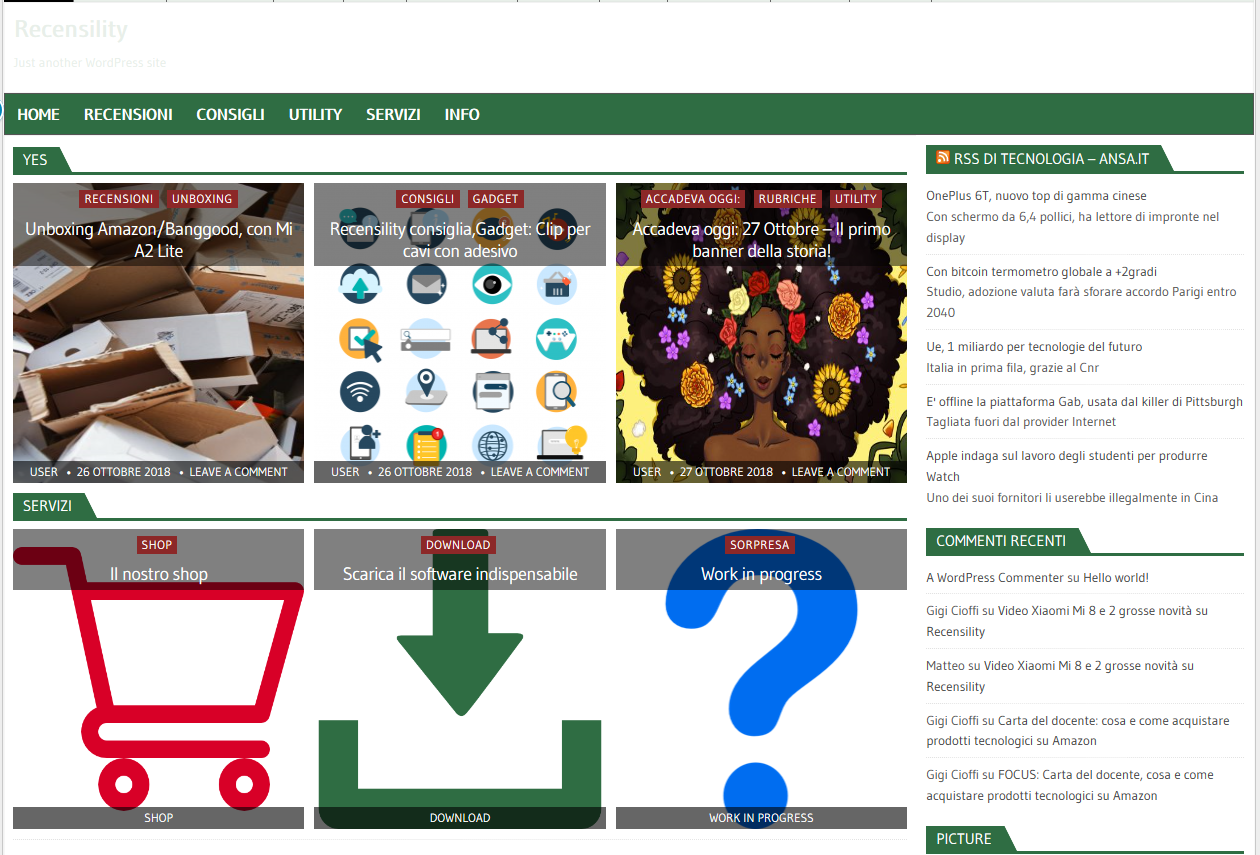 Recensility
Just another WordPress site
HOME RECENSIONI CONSIGLI UTILITY SERVIZI INFO
YES
RECENSIONI UNBOXING
Unboxing Amazon/Banggood, con Mi
A2 Lite
USER • 26 OTTOBRE 2018 • LEAVE A COMMENT
CONSIGLI GADGET
Recensility consiglia,Gadget: Clip per
cavi con adesivo
1
USER • 26 OTTOBRE 2018 • LEAVE A COMMENT
ACCADEVA OGGI: RUBRICHE UTILITY
Accadeva oggi: 27 Ottobre – Il primo
banner della storia!
USER • 27 OTTOBRE 2018 • LEAVE A COMMENT
SERVIZI
SHOP
Il nostro shop
SHOP
DOWNLOAD
Scarica il software indispensabile
DOWNLOAD
SORPRESA
Work in progress
WORK IN PROGRESS
RSS DI TECNOLOGIA – ANSA.IT
OnePlus 6T, nuovo top di gamma cinese
Con schermo da 6,4 pollici, ha lettore di impronte nel
display
Con bitcoin termometro globale a +2gradi
Studio, adozione valuta farà sforare accordo Parigi entro
2040
Ue, 1 miliardo per tecnologie del futuro
Italia in prima fila, grazie al Cnr
E' offline la piattaforma Gab, usata dal killer di Pittsburgh
Tagliata fuori dal provider Internet
Apple indaga sul lavoro degli studenti per produrre
Watch
Uno dei suoi fornitori li userebbe illegalmente in Cina
COMMENTI RECENTI
A WordPress Commenter su Hello world!
Gigi Cioffi su Video Xiaomi Mi 8 e 2 grosse novità su
Recensility
Matteo su Video Xiaomi Mi 8 e 2 grosse novità su
Recensility
Gigi Cioffi su Carta del docente: cosa e come acquistare
prodotti tecnologici su Amazon
Gigi Cioffi su FOCUS: Carta del docente, cosa e come
acquistare prodotti tecnologici su Amazon
PICTURE